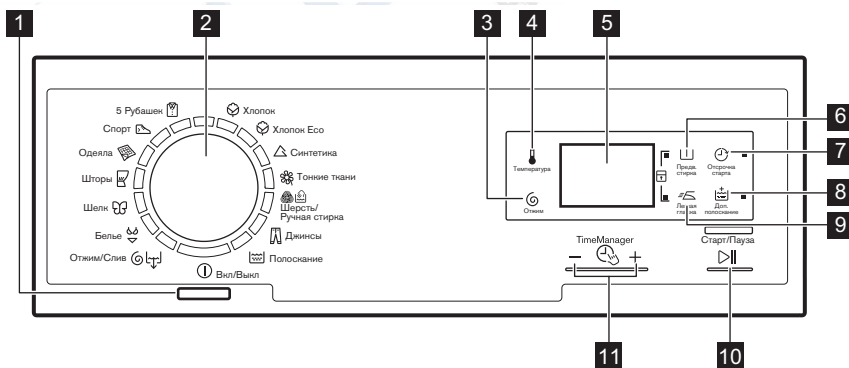 1
2
3
4
5
6
7
8
9
10
11
5 Рубашек
Спорт
Одеяла
Шторы
Шелк
Белье
Отжим/Слив
Вкл/Выкл
Хлопок
Хлопок Eco
Синтетика
Тонкие ткани
Шерсть/
Ручная стирка
Джинсы
Полоскание
Температура
Отжим
Предв.
стирка
Отсрочка
старта
Легкая
глажка
Доп.
полоскание
TimeManager
Старт/Пауза